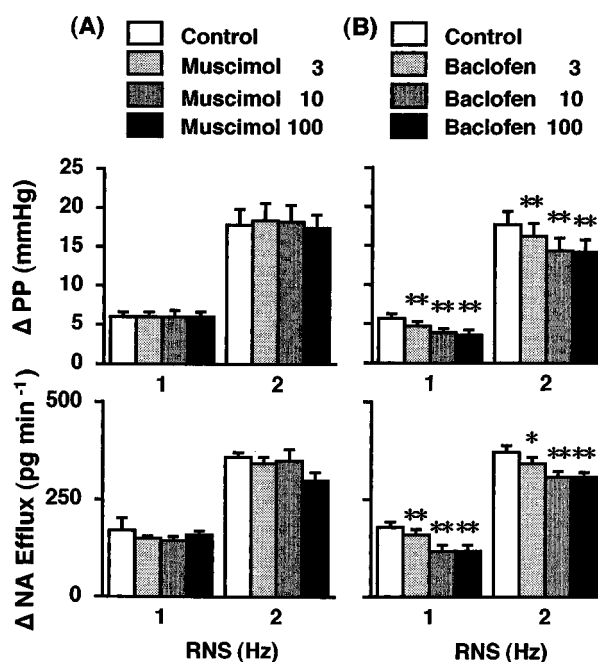 (A)
Control
Muscimol 3
Muscimol 10
Muscimol 100
(B)
Control
Baclofen 3
Baclofen 10
Baclofen 100
Δ PP (mmHg)
25
20
15
10
5
0
** ** **
** ** **
1 2
1 2
Δ NA Efflux (pg min -1)
500
250
0
** ** **
* ** **
1 2
1 2
RNS (Hz)
RNS (Hz)